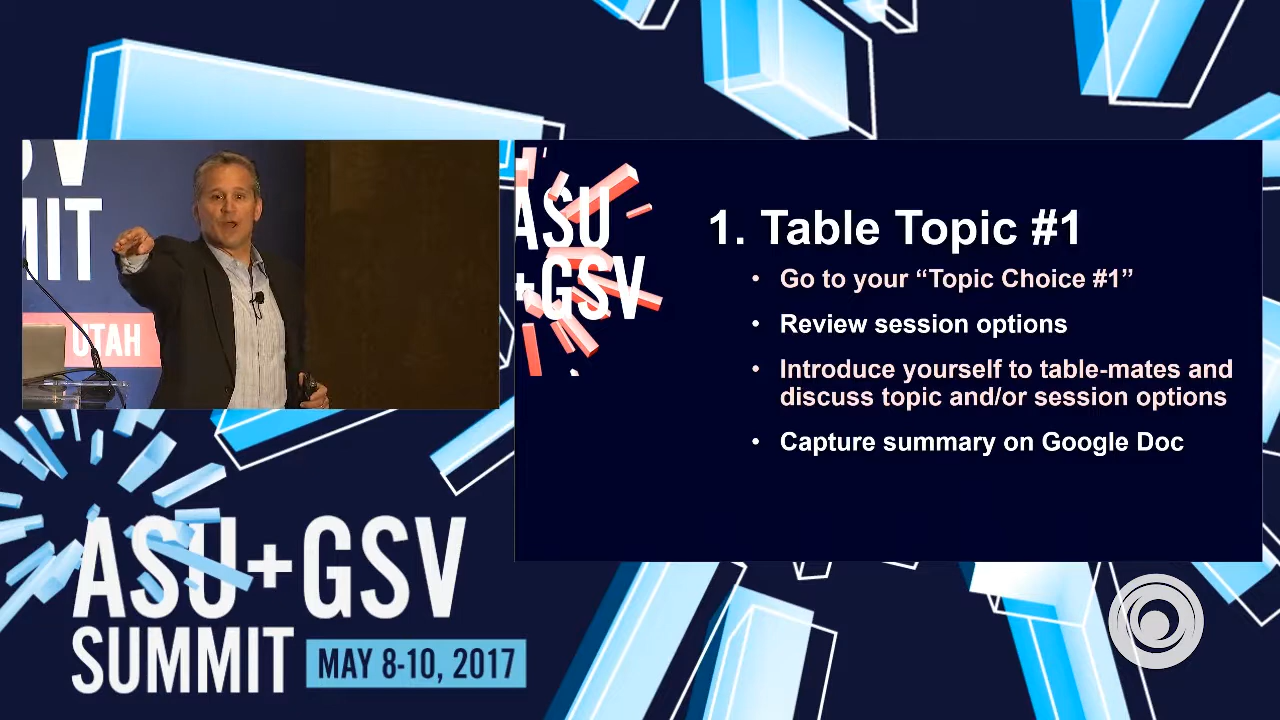 V
MIT
UTAH
ASU
+GSV
1. Table Topic #1
• Go to your “Topic Choice #1”
• Review session options
• Introduce yourself to table-mates and
discuss topic and/or session options
• Capture summary on Google Doc
ASU+GSV
SUMMIT
MAY 8-10, 2017